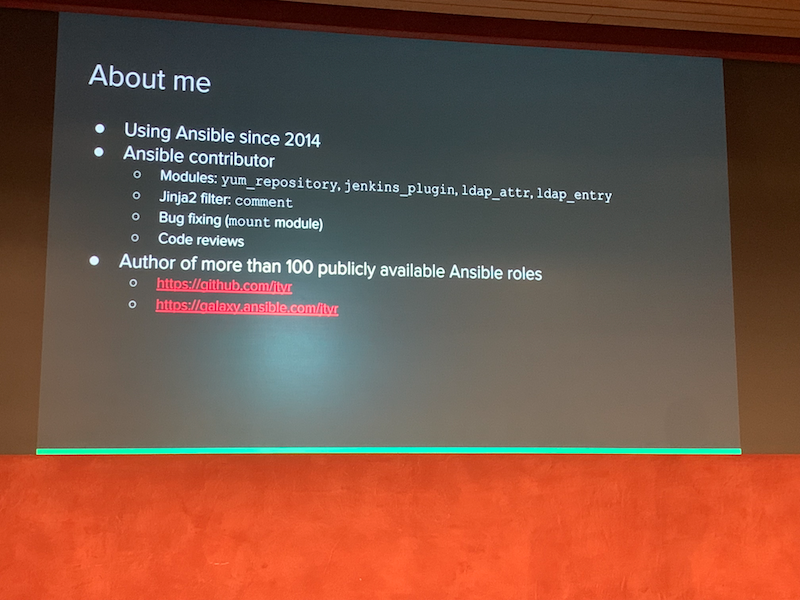 About me
● Using Ansible since 2014
● Ansible contributor
○ Modules: yum_repository, jenkins_plugin, ldap_attr, ldap_entry
○ Jinja2 filter: comment
○ Bug fixing (mount module)
○ Code reviews
● Author of more than 100 publicly available Ansible roles
○ https://github.com/jtyr
○ https://galaxy.ansible.com/jtyr